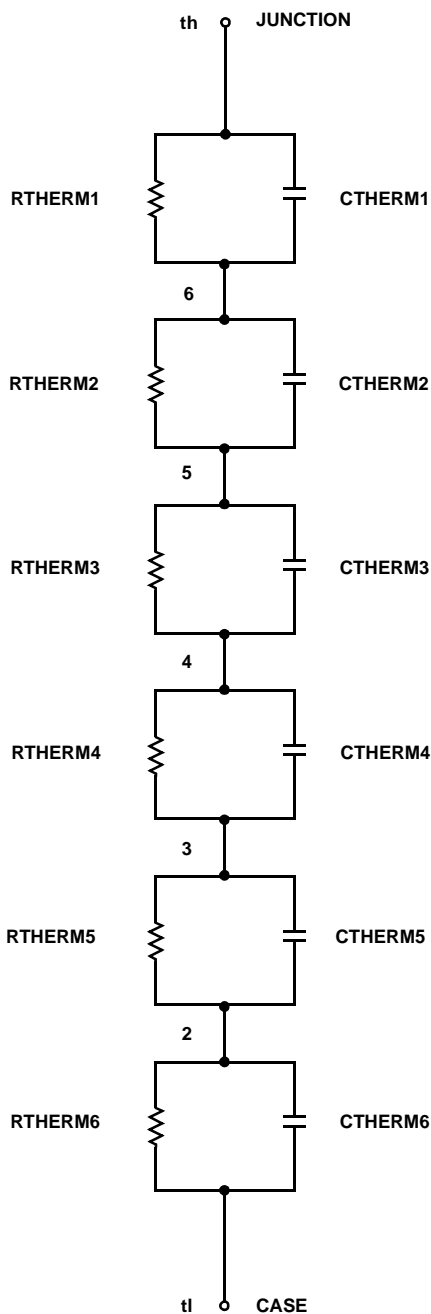 th JUNCTION
RTHERM1 CTHERM1
6
RTHERM2 CTHERM2
5
RTHERM3 CTHERM3
4
RTHERM4 CTHERM4
3
RTHERM5 CTHERM5
2
RTHERM6 CTHERM6
tl CASE